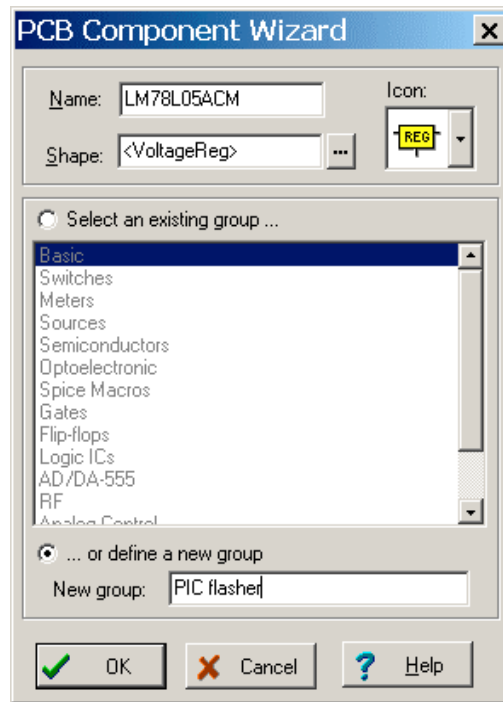 PCB Component Wizard
Name: LM78L05ACM
Icon:
REG
Shape: <VoltageReg> ...
Select an existing group ...
Basic
Switches
Meters
Sources
Semiconductors
Optoelectronic
Spice Macros
Gates
Flip-flops
Logic ICs
AD/DA-555
RF
Analog Control
... or define a new group
New group: PIC flasher
OK Cancel ? Help